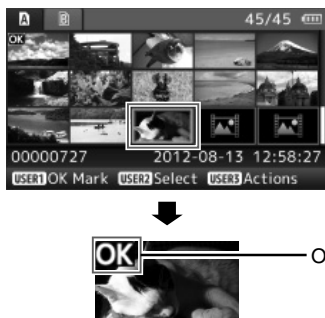 A B 45/45
OK
00000727 2012-08-13 12:58:27
USER1 OK Mark USER2 Select USER3 Actions
OK O